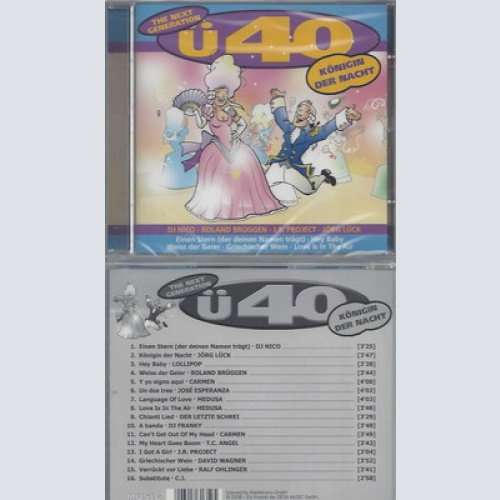 THE NEXT
GENERATION
Ü 40
KÖNIGIN
DER NACHT
DJ NICO · ROLAND BRÜGGEN · J.R. PROJECT · JÖRG LÜCK
Einen Stern (der deinen Namen trägt) · Hey Baby
Weiss der Geier · Griechischer Wein · Love Is In The Air
THE NEXT
GENERATION
Ü 40
KÖNIGIN
DER NACHT
1. Einen Stern (der deinen Namen trägt) · DJ NICO [3'25]
2. Königin der Nacht · JÖRG LÜCK [3'47]
3. Hey Baby · LOLLIPOP [3'28]
4. Weiss der Geier · ROLAND BRÜGGEN [3'44]
5. Y yo signo aqui · CARMEN [4'00]
6. Un dos tres · JOSÉ ESPERANZA [4'02]
7. Language Of Love · MEDUSA [4'03]
8. Love Is In The Air · MEDUSA [3'46]
9. Chianti Lied · DER LETZTE SCHREI [3'29]
10. A banda · DJ FRANKY [3'48]
11. Can't Get Out Of My Head · CARMEN [3'49]
12. My Heart Goes Boom · T.C. ANGEL [3'42]
13. I Got A Girl · J.R. PROJECT [3'04]
14. Griechischer Wein · DAVID WAGNER [3'52]
15. Verrückt vor Liebe · RALF OHLINGER [3'41]
16. Substitute · C.J. [2'58]